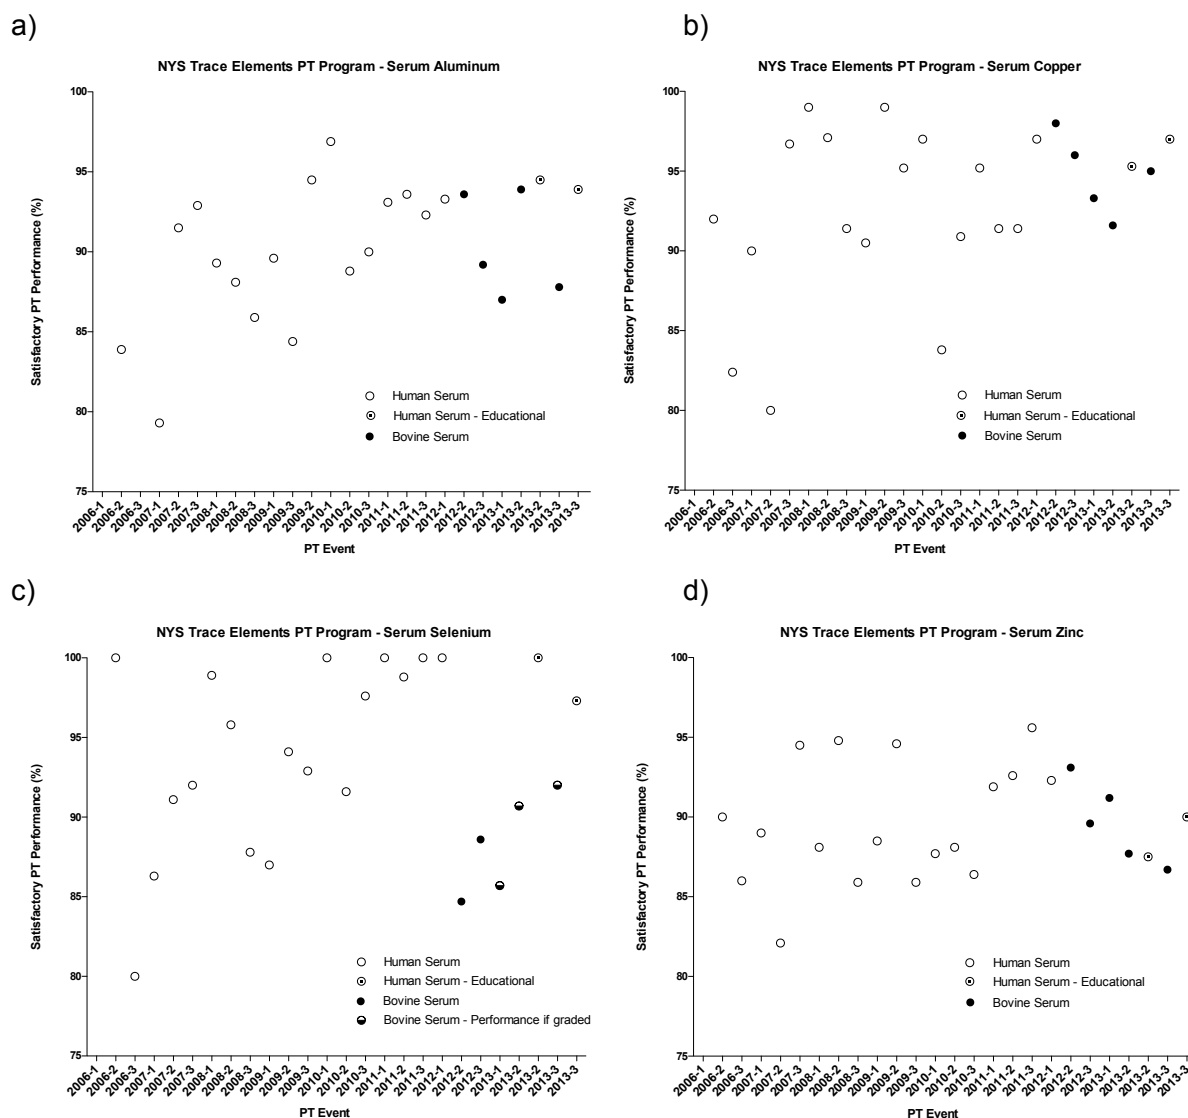 a)
NYS Trace Elements PT Program - Serum Aluminum
Satisfactory PT Performance (%)
100
95
90
85
80
75
Human Serum
Human Serum - Educational
Bovine Serum
2006-1 2006-2 2006-3 2007-1 2007-2 2007-3 2008-1 2008-2 2008-3 2009-1 2009-3 2009-2 2010-1 2010-2 2010-3 2011-1 2011-2 2011-3 2012-1 2012-2 2012-3 2013-1 2013-2 2013-2 2013-3 2013-3
PT Event
b)
NYS Trace Elements PT Program - Serum Copper
Satisfactory PT Performance (%)
100
95
90
85
80
75
Human Serum
Human Serum - Educational
Bovine Serum
2006-1 2006-2 2006-3 2007-1 2007-2 2007-3 2008-1 2008-2 2008-3 2009-1 2009-2 2009-3 2010-1 2010-2 2010-3 2011-1 2011-2 2011-3 2012-1 2012-2 2012-3 2013-1 2013-2 2013-2 2013-3 2013-3
PT Event
c)
NYS Trace Elements PT Program - Serum Selenium
Satisfactory PT Performance (%)
100
95
90
85
80
75
Human Serum
Human Serum - Educational
Bovine Serum
Bovine Serum - Performance if graded
2006-1 2006-2 2006-3 2007-1 2007-2 2007-3 2008-1 2008-2 2008-3 2009-1 2009-2 2009-3 2010-1 2010-2 2010-3 2011-1 2011-2 2011-3 2012-1 2012-2 2012-3 2013-1 2013-2 2013-2 2013-3 2013-3
PT Event
d)
NYS Trace Elements PT Program - Serum Zinc
Satisfactory PT Performance (%)
100
95
90
85
80
75
Human Serum
Human Serum - Educational
Bovine Serum
2006-1 2006-2 2006-3 2007-1 2007-2 2007-3 2008-1 2008-2 2008-3 2009-1 2009-2 2009-3 2010-1 2010-2 2010-3 2011-1 2011-2 2011-3 2012-1 2012-2 2012-3 2013-1 2013-2 2013-2 2013-3 2013-3
PT Event